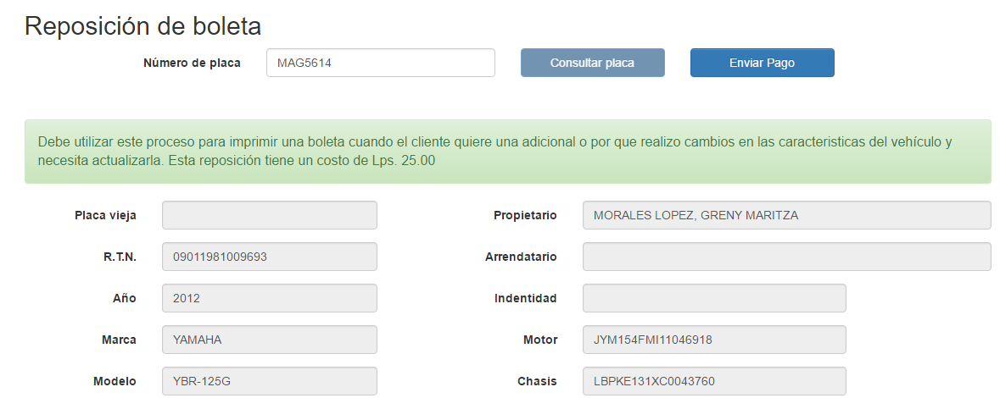 Reposición de boleta
Número de placa MAG5614 Consultar placa Enviar Pago
Debe utilizar este proceso para imprimir una boleta cuando el cliente quiere una adicional o por que realizo cambios en las caracteristicas del vehículo y
necesita actualizarla. Esta reposición tiene un costo de Lps. 25.00
Placa vieja Propietario MORALES LOPEZ, GRENY MARITZA
R.T.N. 09011981009693 Arrendatario
Año 2012 Indentidad
Marca YAMAHA Motor JYM154FMI11046918
Modelo YBR-125G Chasis LBPKE131XC0043760